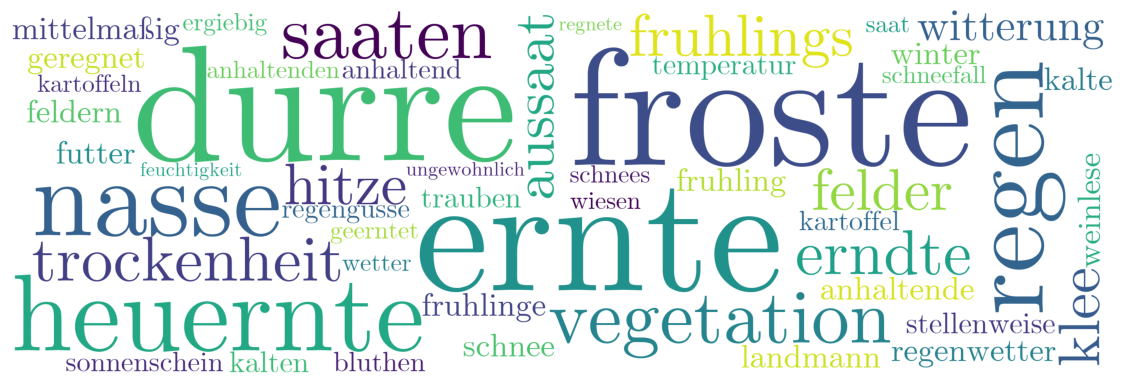 mittelmaßig
ergiebig
saaten
aussaat
regnete
fruhlings
saat
witterung
geregnet
anhaltenden
anhaltend
temperatur
winter
schneefall
kalte
kartoffeln
feldern
durre
froste
regen
futter
feuchtigkeit
ungewohnlich
schnees
fruhling
felder
nasse
hitze
trauben
wiesen
kartoffel
weinlese
regengusse
geerntet
trockenheit
wetter
ernte
erndte
heuernte
fruhlinge
vegetation
anhaltende
klee
stellenweise
sonnenschein
kalten
bluthen
schnee
landmann
regenwetter